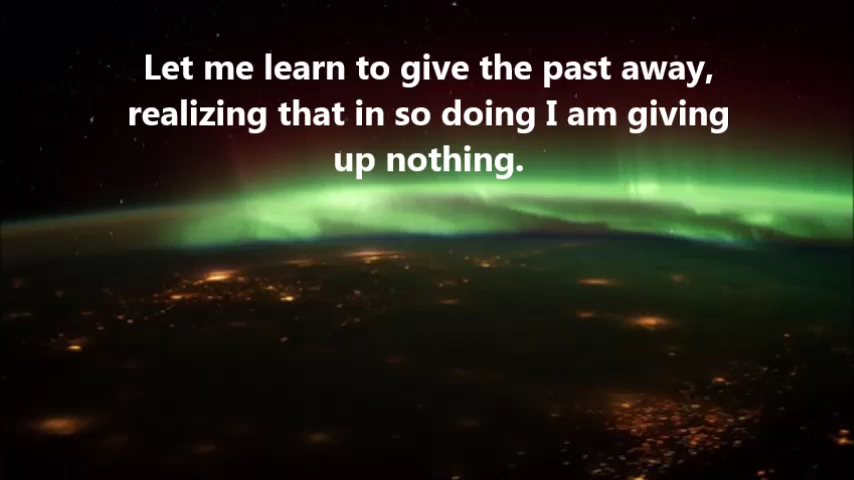 Let me learn to give the past away,
realizing that in so doing I am giving
up nothing.